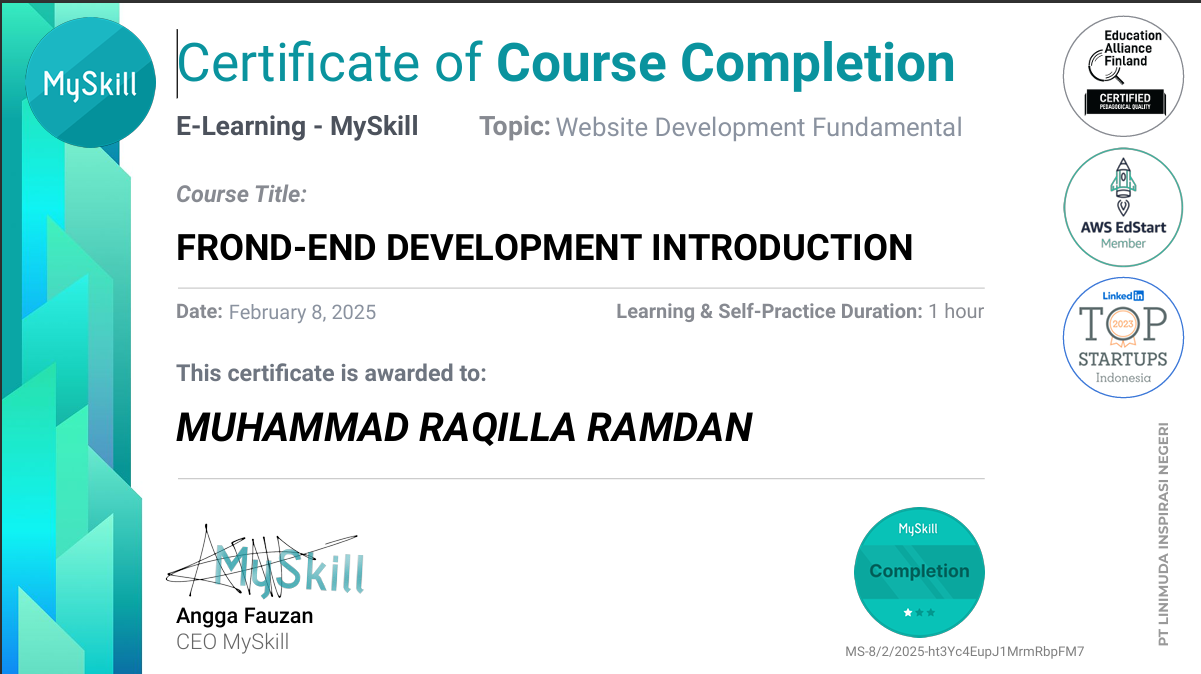 MySkill
Certificate of Course Completion
E-Learning - MySkill
Topic: Website Development Fundamental
Course Title:
FROND-END DEVELOPMENT INTRODUCTION
Date: February 8, 2025
Learning & Self-Practice Duration: 1 hour
This certificate is awarded to:
MUHAMMAD RAQILLA RAMDAN
MySkill
Angga Fauzan
CEO MySkill
MySkill
Completion
MS-8/2/2025-ht3Yc4EupJ1MrmRbpFM7
Education
Alliance
Finland
CERTIFIED
PEDAGOGICAL QUALITY
AWS EdStart
Member
Linked in
TOP
2023
STARTUPS
Indonesia
PT LINIMUDA INSPIRASI NEGERI